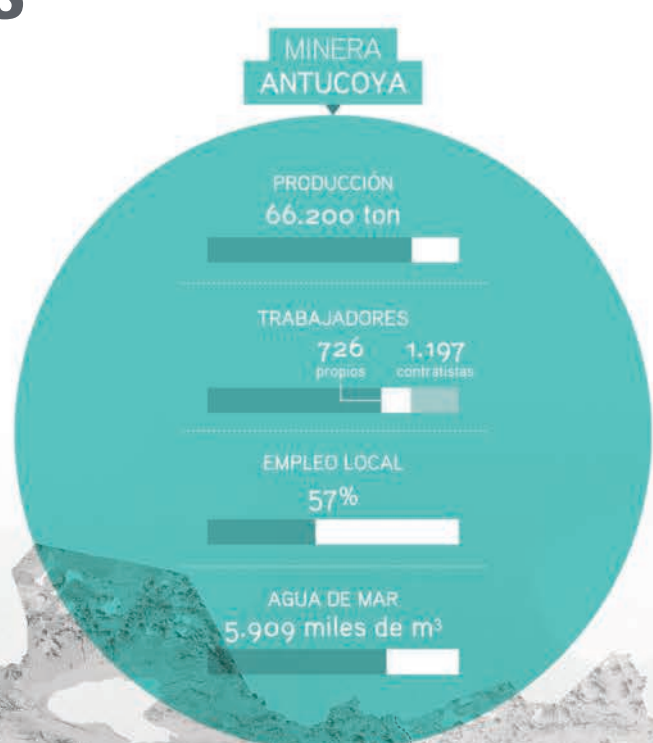 S
MINERA
ANTUCOYA
PRODUCCIÓN
66.200 ton
TRABAJADORES
726 1.197
propios contratistas
EMPLEO LOCAL
57%
AGUA DE MAR
5.909 miles de m³